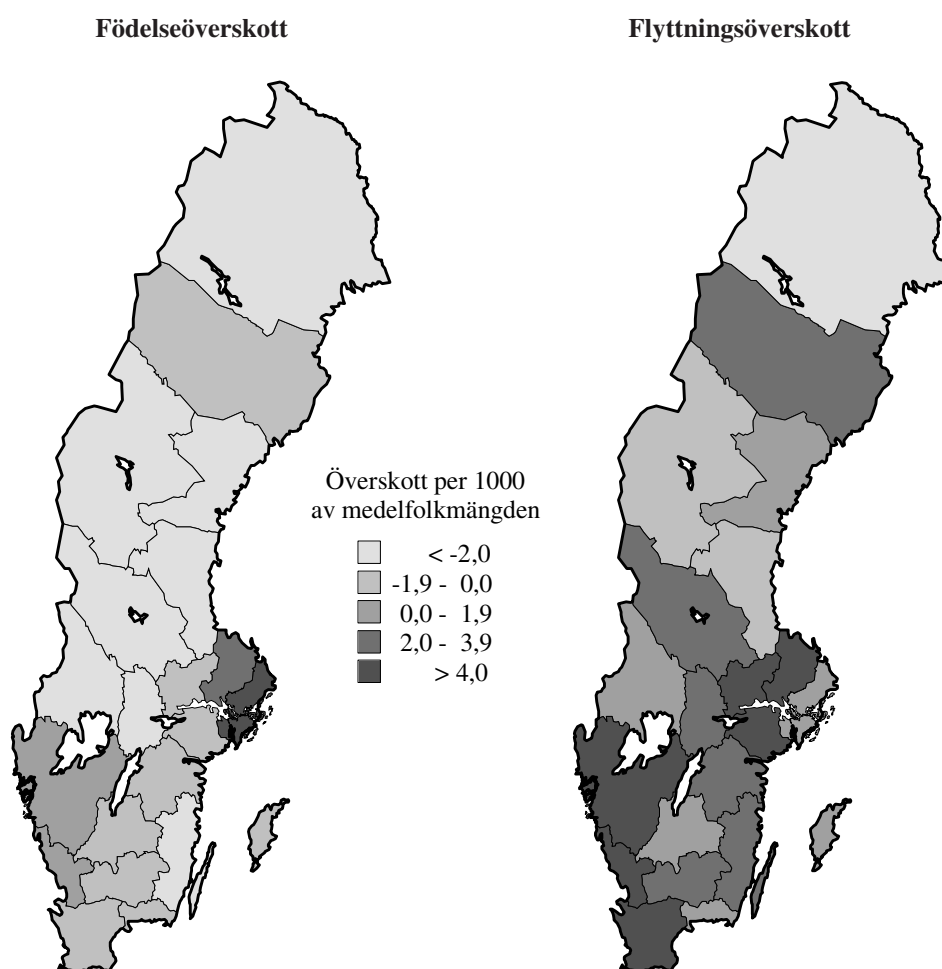 Födelseöverskott
Flyttningsöverskott
Överskott per 1000
av medelfolkmängden
< -2,0
-1,9 - 0,0
0,0 - 1,9
2,0 - 3,9
> 4,0